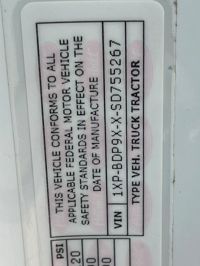 THIS VEHICLE CONFORMS TO ALL
APPLICABLE FEDERAL MOTOR VEHICLE
SAFETY STANDARDS IN EFFECT ON THE
DATE OF MANUFACTURE
VIN 1XP-BDP9X-X-SD755267
TYPE VEH. TRUCK TRACTOR
PSI